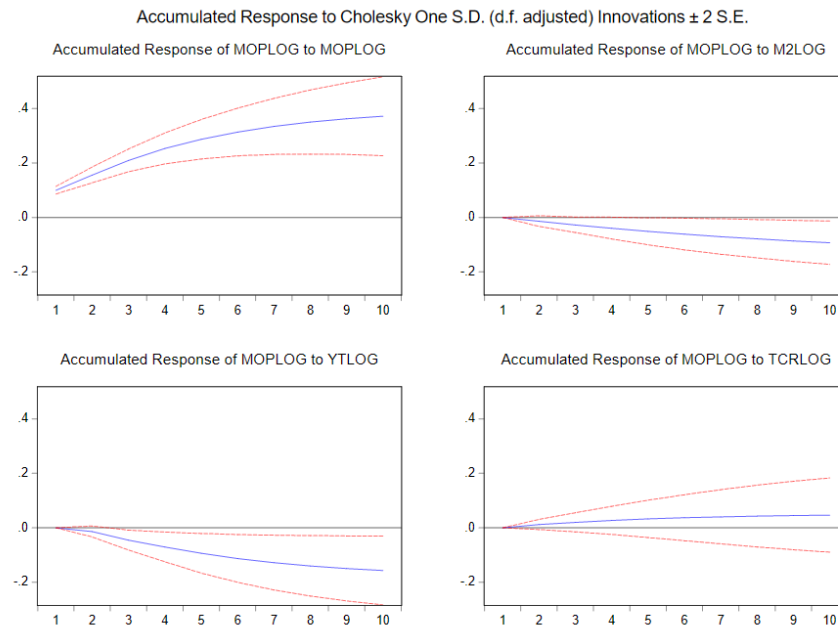 Accumulated Response to Cholesky One S.D. (d.f. adjusted) Innovations ± 2 S.E.
Accumulated Response of MOPLOG to MOPLOG
.4
.2
.0
-.2
1 2 3 4 5 6 7 8 9 10
Accumulated Response of MOPLOG to M2LOG
.4
.2
.0
-.2
1 2 3 4 5 6 7 8 9 10
Accumulated Response of MOPLOG to YTLOG
.4
.2
.0
-.2
1 2 3 4 5 6 7 8 9 10
Accumulated Response of MOPLOG to TCRLOG
.4
.2
.0
-.2
1 2 3 4 5 6 7 8 9 10